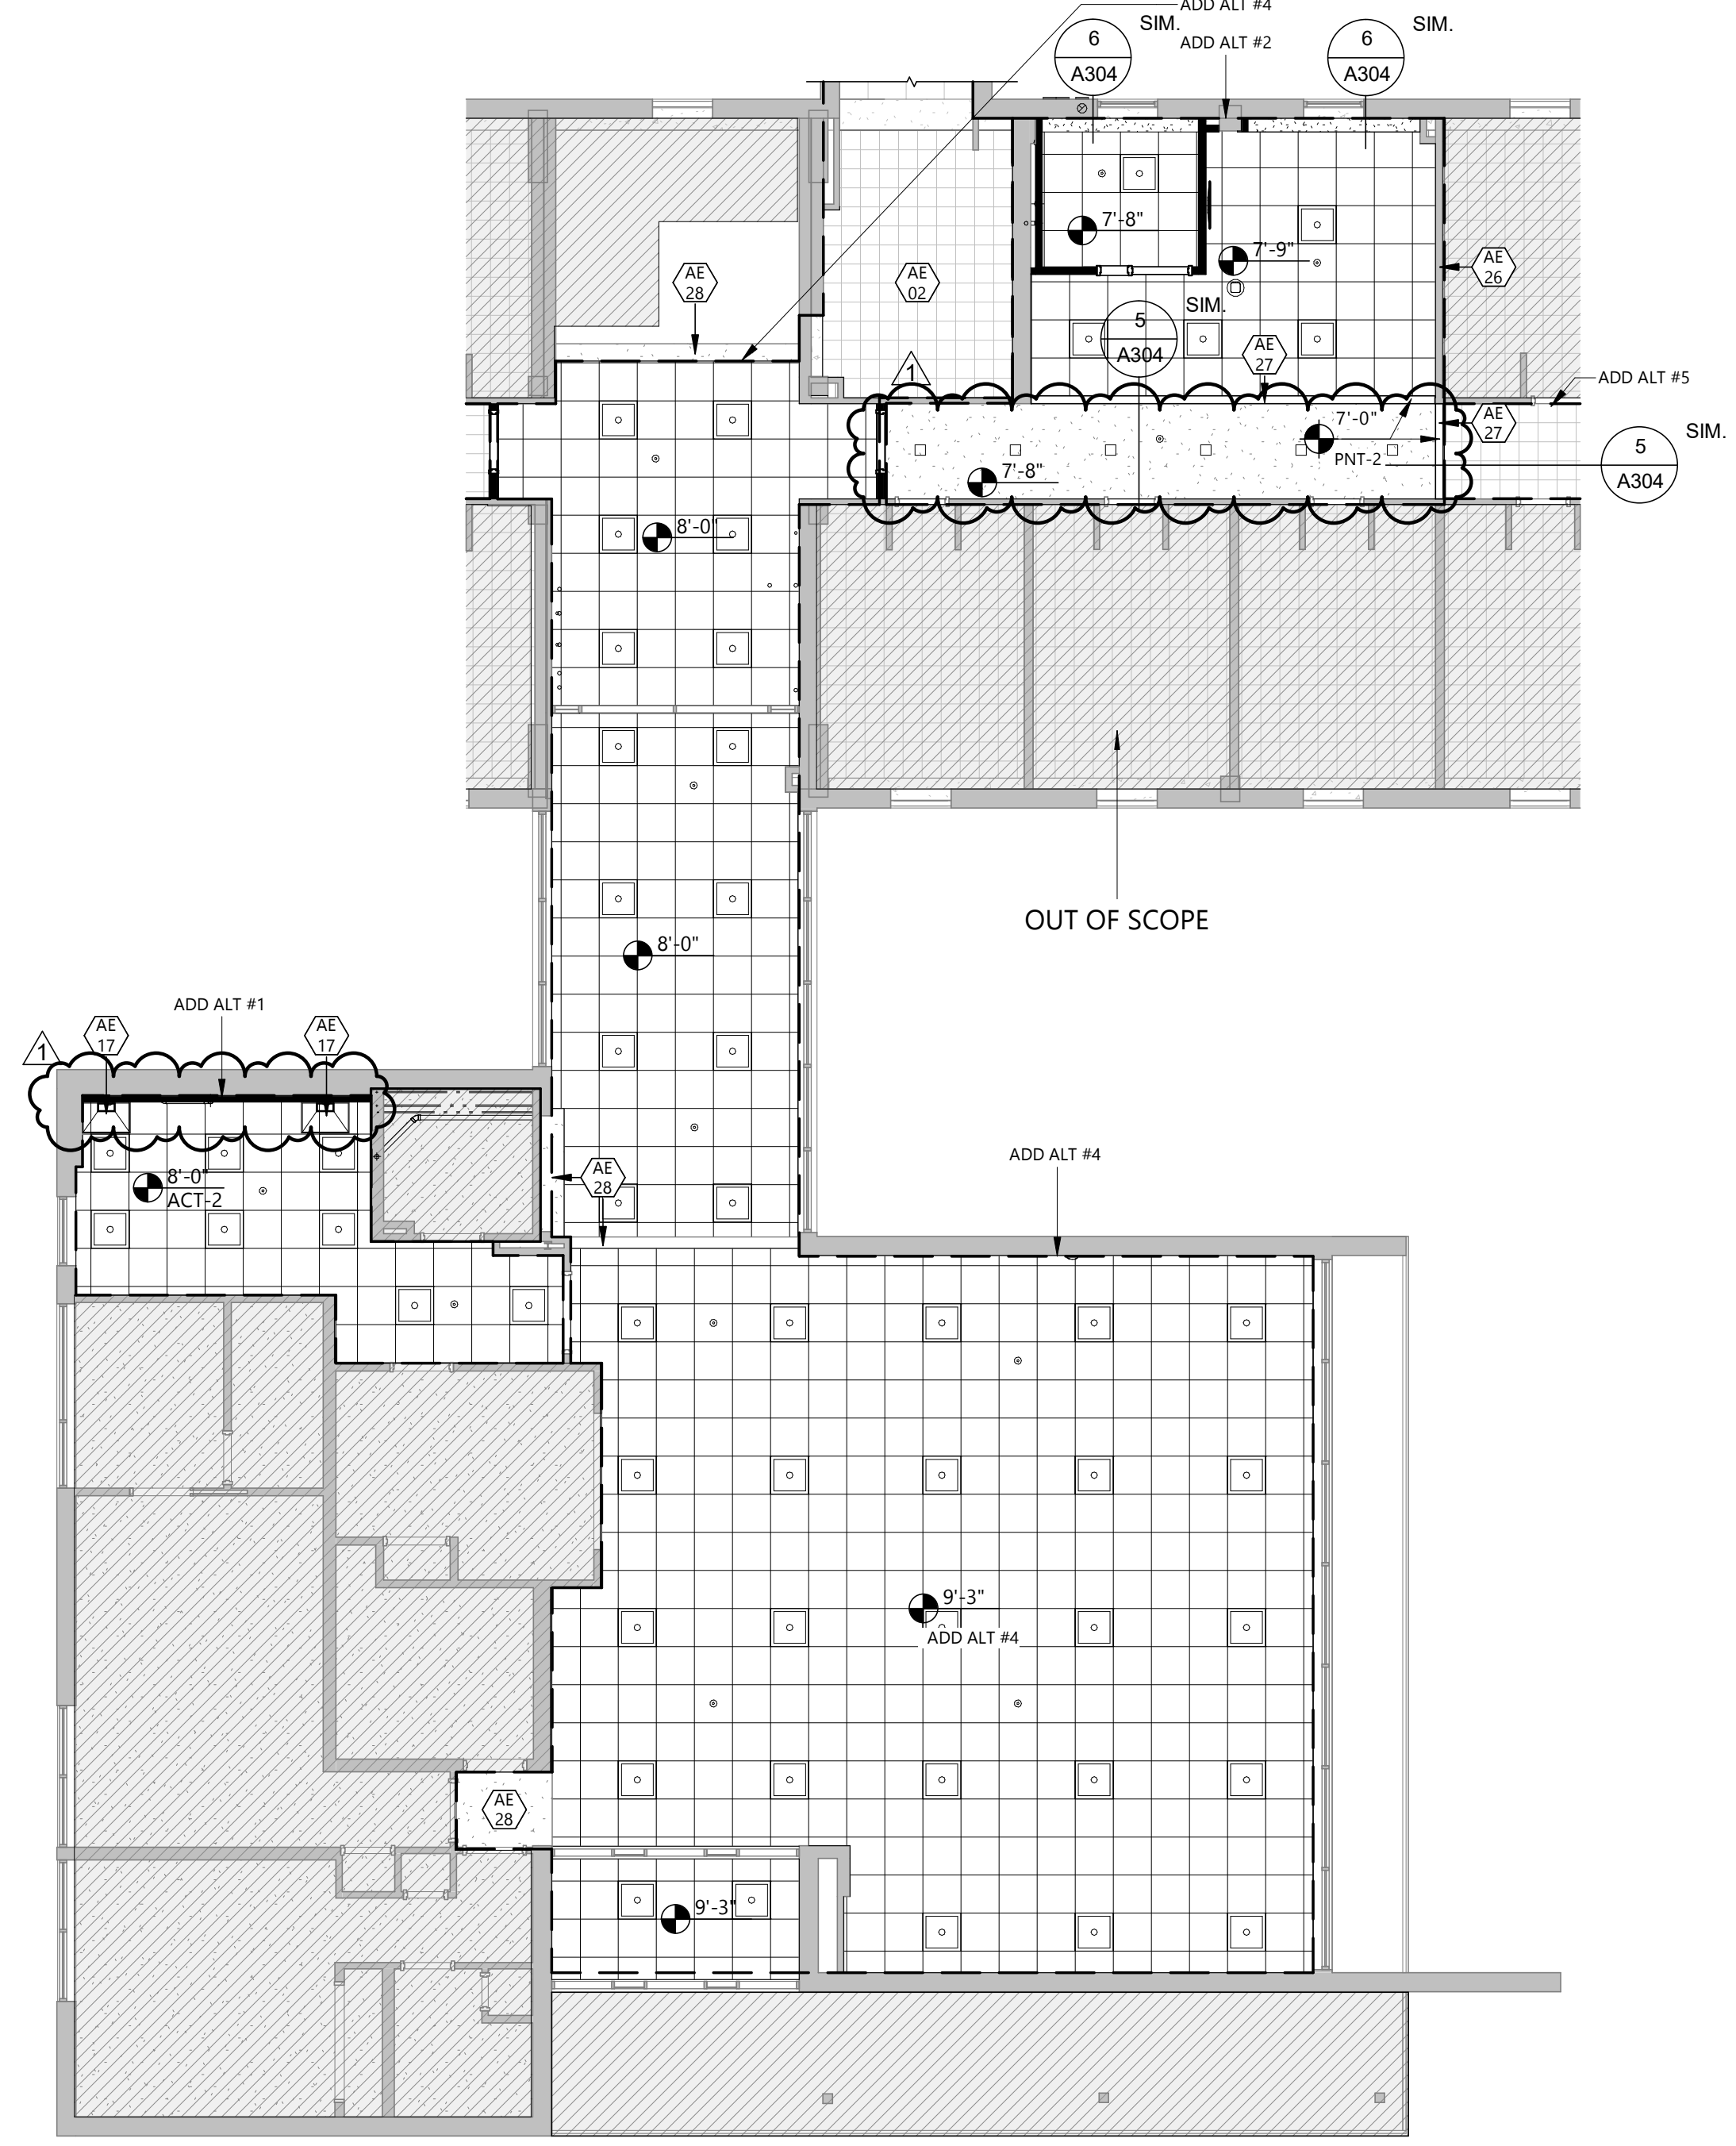 ADD ALT #4
SIM.
6
A304
ADD ALT #2
6
A304
SIM.
7'-8"
7'-9"
AE
28
AE
02
AE
26
SIM.
5
A304
AE
27
1
ADD ALT #5
7'-0"
AE
27
SIM.
5
A304
PNT-2
7'-8"
8'-0"
OUT OF SCOPE
8'-0"
ADD ALT #1
1
AE
17
AE
17
8'-0"
ACT-2
AE
28
ADD ALT #4
9'-3"
ADD ALT #4
AE
28
9'-3"